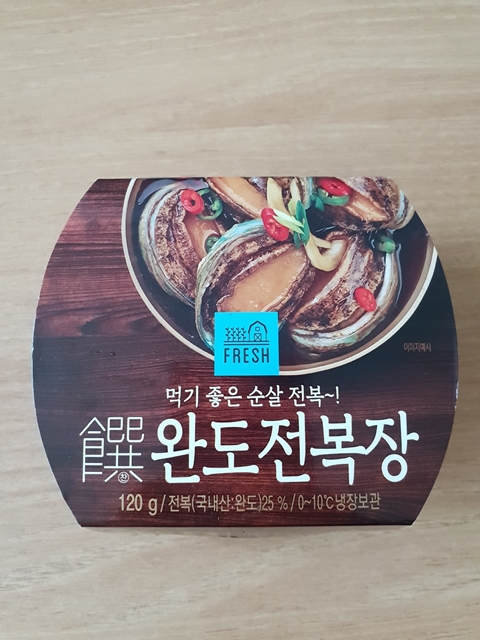 이미지예시
FRESH
먹기 좋은 순살 전복~!
饌 찬 완도전복장
120 g / 전복(국내산:완도)25 % / 0~10℃ 냉장보관